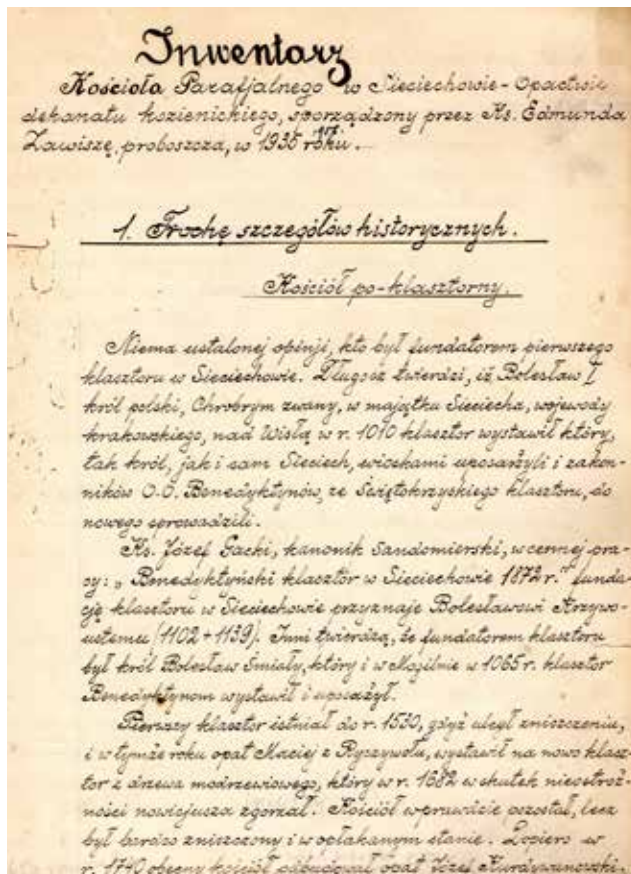 Inwentarz
Kościoła Parafjalnego w Sieciechowie-Opactwie
dekanatu kozienickiego, sporządzony przez Ks. Edmunda
Zawiszę, proboszcza, w 1935 roku.
1. Trochę szczegółów historycznych.
Kościół po-klasztorny.
Niema ustalonej opinji, kto był fundatorem pierwszego
klasztoru w Sieciechowie. Długosz twierdzi, iż Bolesław I
król polski, Chrobrym zwany, w majątku Sieciecha, wojewody
krakowskiego, nad Wisłą w r. 1010 klasztor wystawił który,
tak król, jak i sam Sieciech, wioskami uposażyli i zakon-
ników O.O. Benedyktynów, ze Świętokrzyskiego klasztoru, do
nowego sprowadzili.
Ks. Józef Gacki, kanonik Sandomierski, w cennej pra-
cy: „Benedyktyński klasztor w Sieciechowie 1872 r." funda-
cję klasztoru w Sieciechowie przyznaje Bolesławowi Krzywo-
ustemu (1102+1139). Inni twierdzą, że fundatorem klasztoru
był król Bolesław Śmiały, który i w Mogilnie w 1065 r. klasztor
Benedyktynom wystawił i uposażył.
Pierwszy klasztor istniał do r. 1530, gdyż uległ zniszczeniu,
i w tymże roku opat Maciej z Ryszywołu, wystawił na nowo klasz-
tor z drzewa modrzewiowego, który w r. 1682 wskutek nieostroż-
ności nowicjusza zgorzał. Kościół wprawdzie pozostał, lecz
był bardzo zniszczony i w opłakanym stanie. Dopiero w
r. 1740 obecny kościół odbudował opat Józef Kurdwanowski.